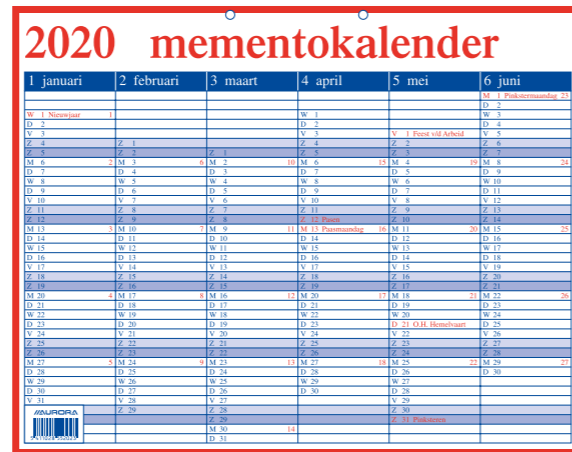 2020 mementokalender
1 januari 2 februari 3 maart 4 april 5 mei 6 juni
M 1 Pinkstermaandag 23
D 2
W 1 Nieuwjaar 1 W 1 W 3
D 2 D 2 D 4
V 3 V 3 V 1 Feest v/d Arbeid V 5
Z 4 Z 1 Z 4 Z 2 Z 6
Z 5 Z 2 Z 1 Z 5 Z 3 Z 7
M 6 2 M 3 6 M 2 10 M 6 15 M 4 19 M 8 24
D 7 D 4 D 3 D 7 D 5 D 9
W 8 W 5 W 4 W 8 W 6 W 10
D 9 D 6 D 5 D 9 D 7 D 11
V 10 V 7 V 6 V 10 V 8 V 12
Z 11 Z 8 Z 7 Z 11 Z 9 Z 13
Z 12 Z 9 Z 8 Z 12 Pasen Z 10 Z 14
M 13 3 M 10 7 M 9 11 M 13 Paasmaandag 16 M 11 20 M 15 25
D 14 D 11 D 10 D 14 D 12 D 16
W 15 W 12 W 11 W 15 W 13 W 17
D 16 D 13 D 12 D 16 D 14 D 18
V 17 V 14 V 13 V 17 V 15 V 19
Z 18 Z 15 Z 14 Z 18 Z 16 Z 20
Z 19 Z 16 Z 15 Z 19 Z 17 Z 21
M 20 4 M 17 8 M 16 12 M 20 17 M 18 21 M 22 26
D 21 D 18 D 17 D 21 D 19 D 23
W 22 W 19 W 18 W 22 W 20 W 24
D 23 D 20 D 19 D 23 D 21 O.H. Hemelvaart D 25
V 24 V 21 V 20 V 24 V 22 V 26
Z 25 Z 22 Z 21 Z 25 Z 23 Z 27
Z 26 Z 23 Z 22 Z 26 Z 24 Z 28
M 27 5 M 24 9 M 23 13 M 27 18 M 25 22 M 29 27
D 28 D 25 D 24 D 28 D 26 D 30
W 29 W 26 W 25 W 29 W 27
D 30 D 27 D 26 D 30 D 28
V 31 V 28 V 27 V 29
AURORA Z 29 Z 28 Z 30
Z 29 Z 31 Pinksteren
M 30 14
D 31